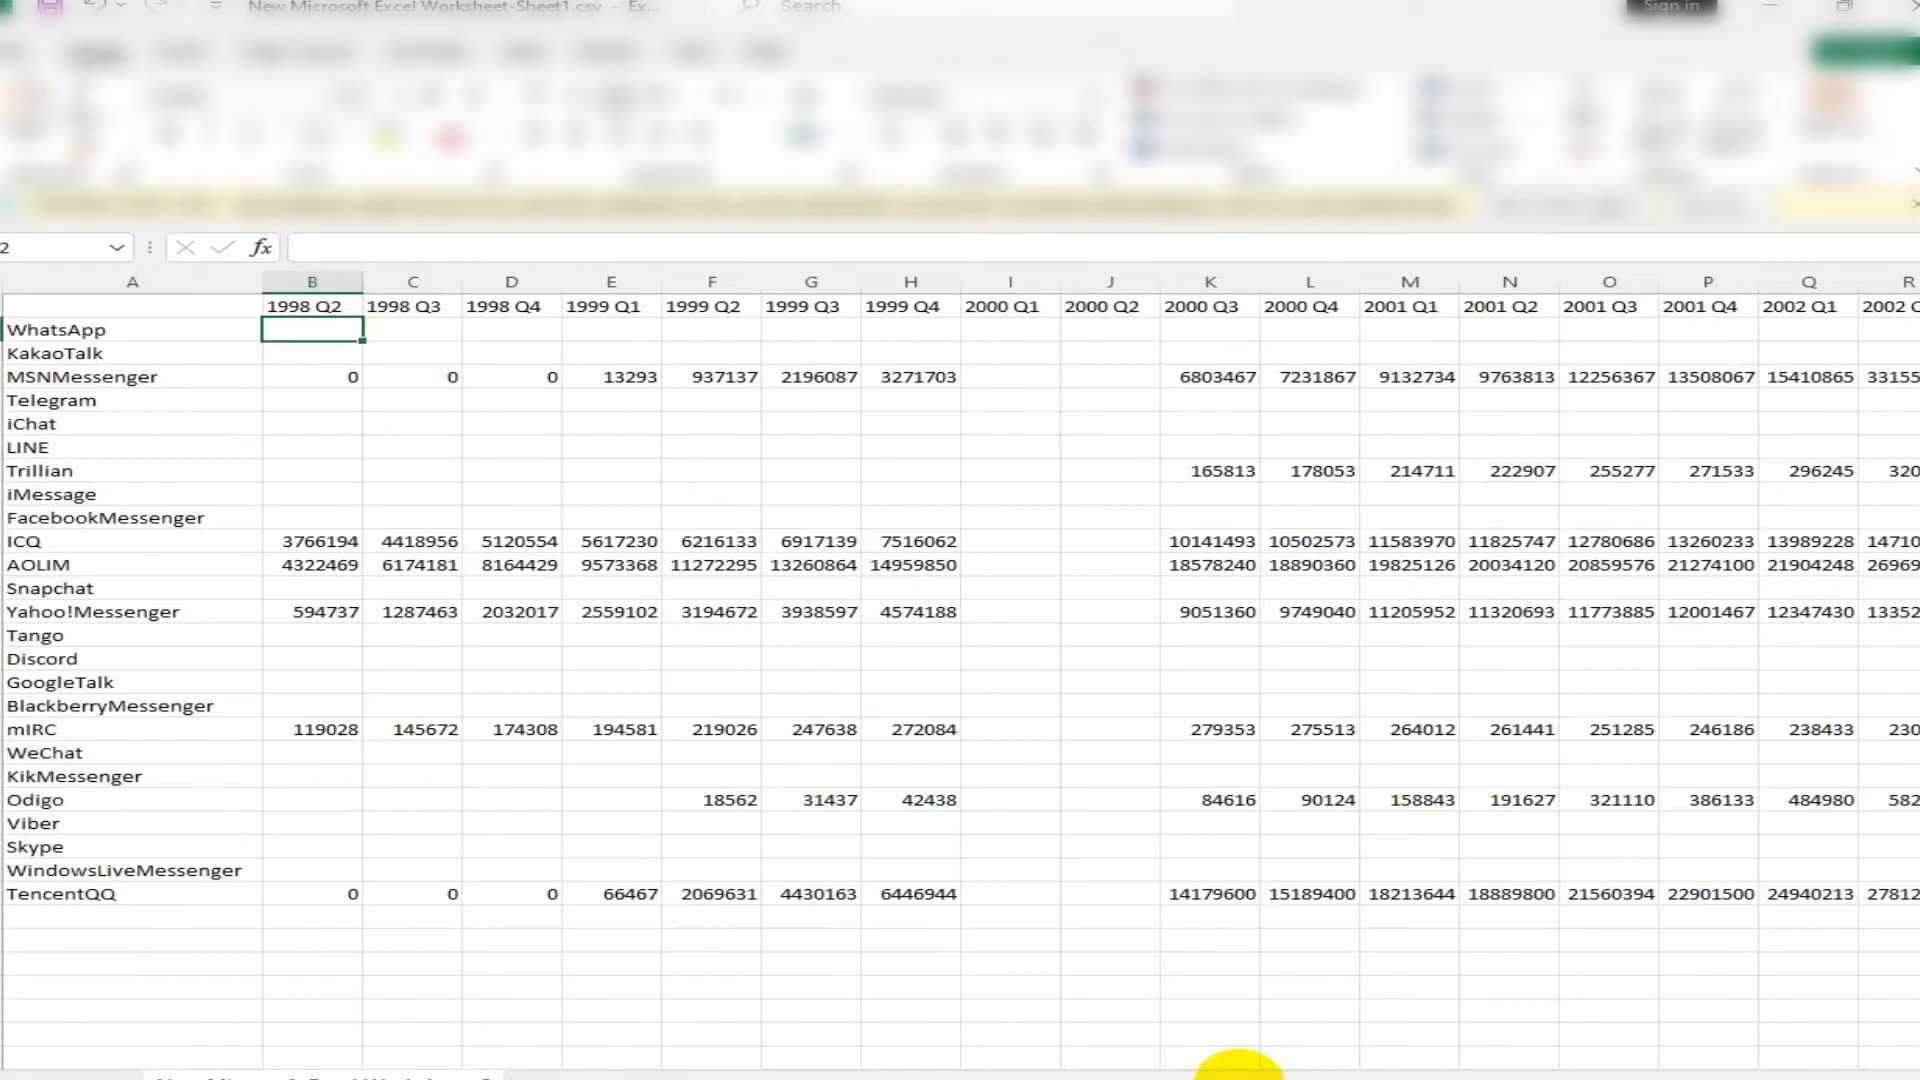 New Microsoft Excel Worksheet-Sheet1.csv - Ex... Search Sign in
2 fx
A B C D E F G H I J K L M N O P Q R
1998 Q2 1998 Q3 1998 Q4 1999 Q1 1999 Q2 1999 Q3 1999 Q4 2000 Q1 2000 Q2 2000 Q3 2000 Q4 2001 Q1 2001 Q2 2001 Q3 2001 Q4 2002 Q1 2002
WhatsApp
KakaoTalk
MSNMessenger 0 0 0 13293 937137 2196087 3271703 6803467 7231867 9132734 9763813 12256367 13508067 15410865 33155
Telegram
iChat
LINE
Trillian 165813 178053 214711 222907 255277 271533 296245 320
iMessage
FacebookMessenger
ICQ 3766194 4418956 5120554 5617230 6216133 6917139 7516062 10141493 10502573 11583970 11825747 12780686 13260233 13989228 14710
AOLIM 4322469 6174181 8164429 9573368 11272295 13260864 14959850 18578240 18890360 19825126 20034120 20859576 21274100 21904248 26969
Snapchat
Yahoo!Messenger 594737 1287463 2032017 2559102 3194672 3938597 4574188 9051360 9749040 11205952 11320693 11773885 12001467 12347430 13352
Tango
Discord
GoogleTalk
BlackberryMessenger
mIRC 119028 145672 174308 194581 219026 247638 272084 279353 275513 264012 261441 251285 246186 238433 230
WeChat
KikMessenger
Odigo 18562 31437 42438 84616 90124 158843 191627 321110 386133 484980 582
Viber
Skype
WindowsLiveMessenger
TencentQQ 0 0 0 66467 2069631 4430163 6446944 14179600 15189400 18213644 18889800 21560394 22901500 24940213 27812